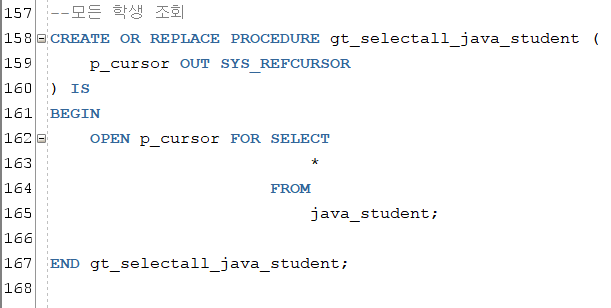 157 --모든 학생 조회
158 CREATE OR REPLACE PROCEDURE gt_selectall_java_student (
159     p_cursor OUT SYS_REFCURSOR
160 ) IS
161 BEGIN
162     OPEN p_cursor FOR SELECT
163                           *
164                       FROM
165                           java_student;
166
167 END gt_selectall_java_student;
168